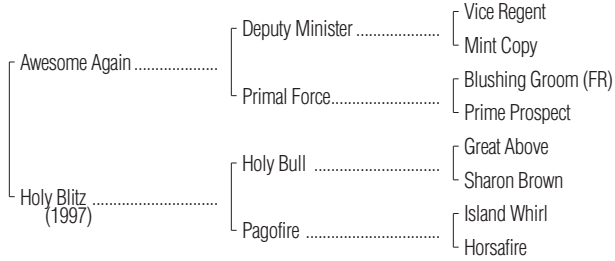 Vice Regent
Deputy Minister ....................
Mint Copy
Awesome Again ....................
Blushing Groom (FR)
Primal Force..........................
Prime Prospect
Great Above
Holy Bull ..............................
Sharon Brown
Holy Blitz ..............................
(1997)
Island Whirl
Pagofire ................................
Horsafire